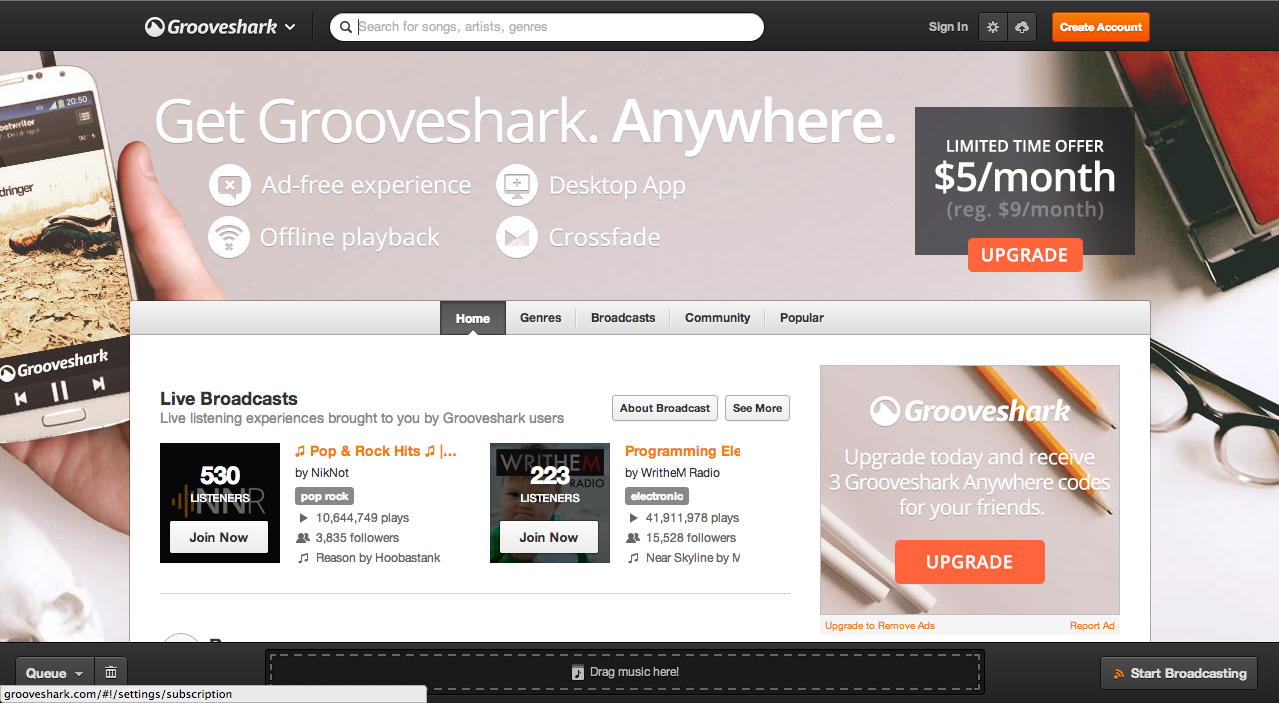 Grooveshark
Search for songs, artists, genres
Sign In
Create Account
20:50
dringer
Grooveshark
Get Grooveshark. Anywhere.
Ad-free experience
Desktop App
Offline playback
Crossfade
LIMITED TIME OFFER
$5/month
(reg. $9/month)
UPGRADE
Home
Genres
Broadcasts
Community
Popular
Live Broadcasts
Live listening experiences brought to you by Grooveshark users
About Broadcast
See More
530
LISTENERS
NNR
Join Now
♫ Pop & Rock Hits ♫ |...
by NikNot
pop rock
10,644,749 plays
3,835 followers
Reason by Hoobastank
WRITHEM
RADIO
223
LISTENERS
Join Now
Programming Ele
by WritheM Radio
electronic
41,911,978 plays
15,528 followers
Near Skyline by M
Grooveshark
Upgrade today and receive
3 Grooveshark Anywhere codes
for your friends.
UPGRADE
Upgrade to Remove Ads
Report Ad
Queue
Drag music here!
Start Broadcasting
grooveshark.com/#!/settings/subscription